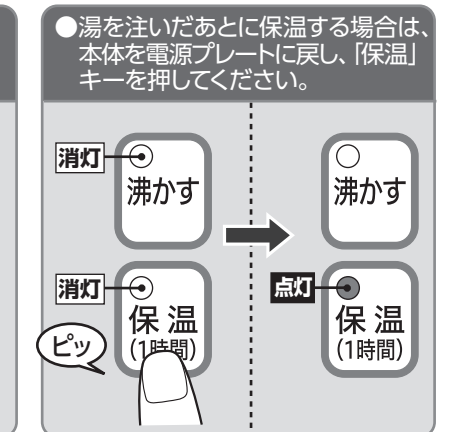 ●湯を注いだあとに保温する場合は、
本体を電源プレートに戻し、「保温」
キーを押してください。
消灯
沸かす
消灯
保温
(1時間)
ピッ
沸かす
点灯
保温
(1時間)